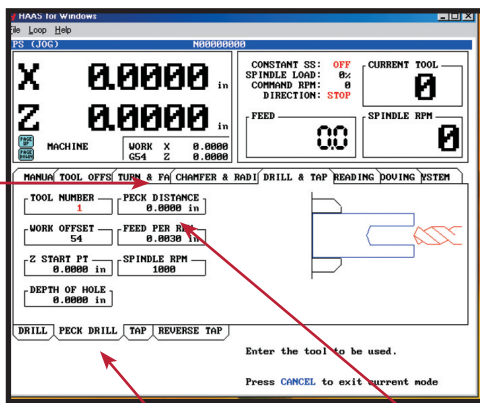 HAAS for Windows
ile Loop Help
PS (JOG) N00000000
X 0.0000 in
Z 0.0000 in
PAGE UP
PAGE DOWN
MACHINE
WORK X 0.0000
G54 Z 0.0000
CONSTANT SS: OFF
SPINDLE LOAD: 0%
COMMAND RPM: 0
DIRECTION: STOP
CURRENT TOOL
0
FEED
0.0
SPINDLE RPM
0
MANUA TOOL OFFS TURN & FA CHAMFER & RADI DRILL & TAP READING OOVING YSTEM
TOOL NUMBER
1
PECK DISTANCE
0.0000 in
WORK OFFSET
54
FEED PER RE
0.0030 in
Z START PT
0.0000 in
SPINDLE RPM
1000
DEPTH OF HOLE
0.0000 in
DRILL PECK DRILL TAP REVERSE TAP
Enter the tool to be used.
Press CANCEL to exit current mode